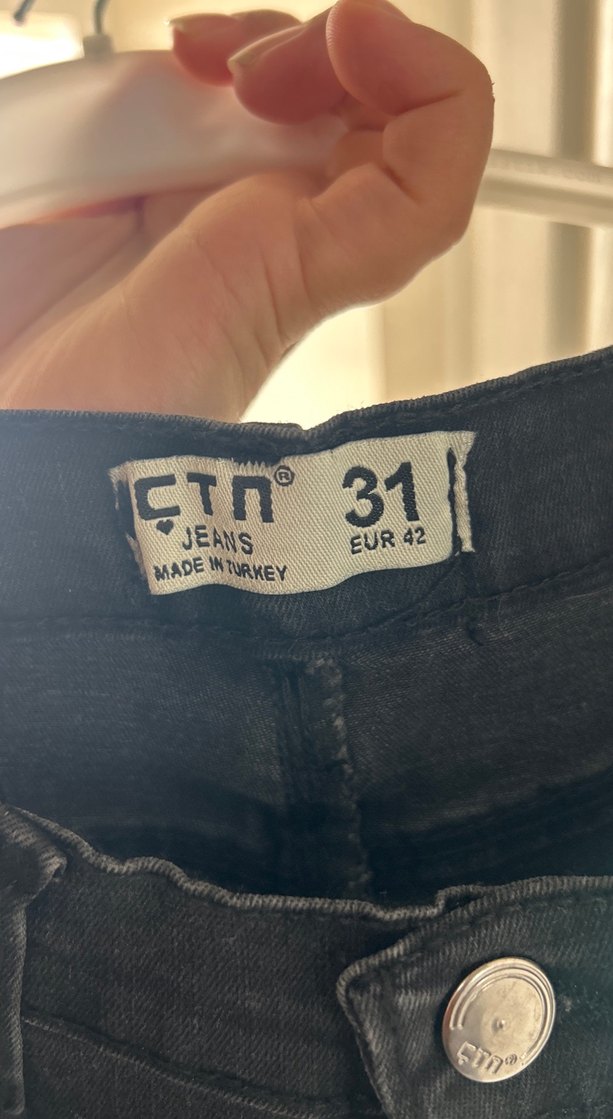 ÇTN®
31
JEANS
EUR 42
MADE IN TURKEY
ÇTN®